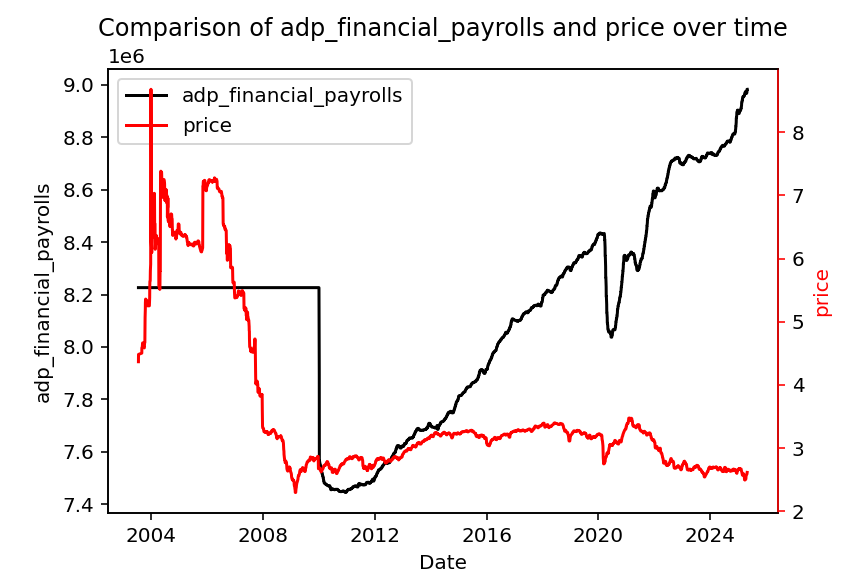 Comparison of adp_financial_payrolls and price over time
1e6
adp_financial_payrolls
price
9.0
8.8
8.6
8.4
8.2
8.0
7.8
7.6
7.4
adp_financial_payrolls
8
7
6
5
4
3
2
price
2004 2008 2012 2016 2020 2024
Date